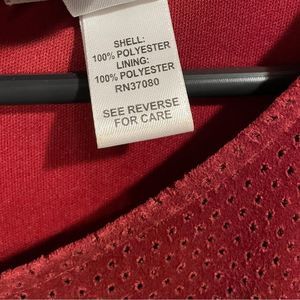 SHELL:
100% POLYESTER
LINING:
100% POLYESTER
RN37080
SEE REVERSE
FOR CARE